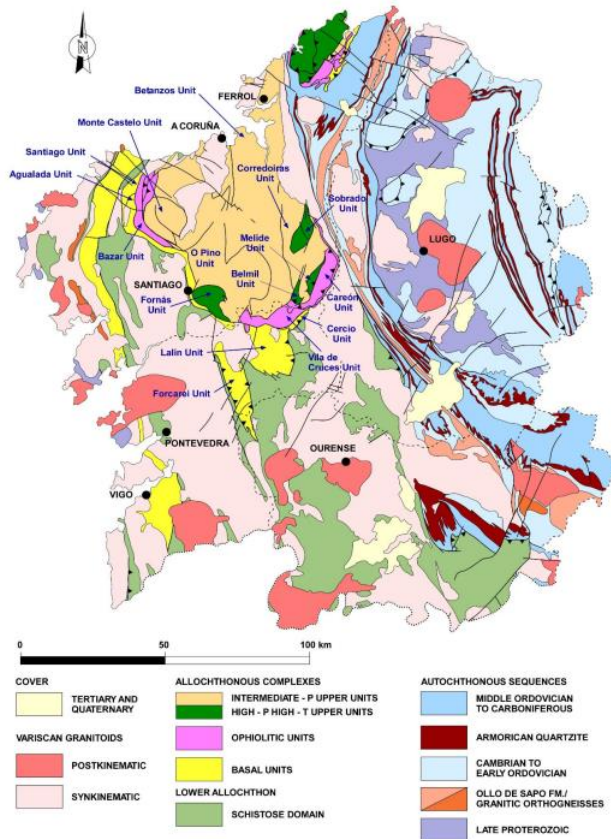 N
Betanzos Unit
FERROL
Monte Castelo Unit
A CORUÑA
Santiago Unit
Agualada Unit
Corredoiras
Unit
Sobrado
Unit
Bazar Unit
O Pino
Unit
Melide
Unit
LUGO
SANTIAGO
Belmil
Unit
Fornás
Unit
Careón
Unit
Cercio
Unit
Lalín Unit
Vila de
Cruces Unit
Forcarei Unit
PONTEVEDRA
OURENSE
VIGO
0 50 100 km
COVER
TERTIARY AND
QUATERNARY
VARISCAN GRANITOIDS
POSTKINEMATIC
SYNKINEMATIC
ALLOCHTHONOUS COMPLEXES
INTERMEDIATE - P UPPER UNITS
HIGH - P HIGH - T UPPER UNITS
OPHIOLITIC UNITS
BASAL UNITS
LOWER ALLOCHTHON
SCHISTOSE DOMAIN
AUTOCHTHONOUS SEQUENCES
MIDDLE ORDOVICIAN
TO CARBONIFEROUS
ARMORICAN QUARTZITE
CAMBRIAN TO
EARLY ORDOVICIAN
OLLO DE SAPO FM./
GRANITIC ORTHOGNEISSES
LATE PROTEROZOIC